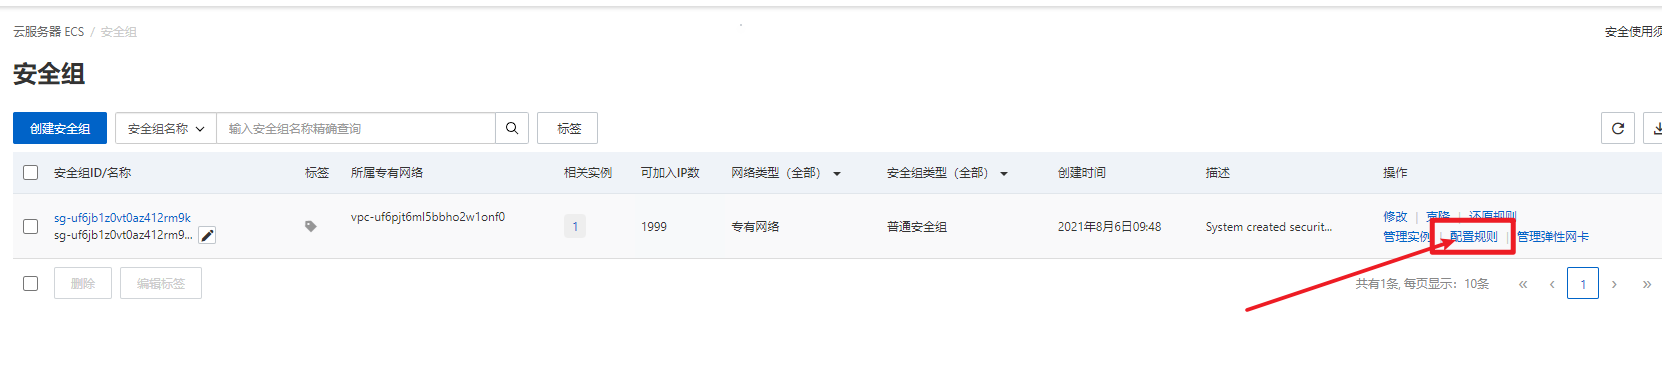 云服务器 ECS / 安全组
安全使用须
安全组
创建安全组 安全组名称 输入安全组名称精确查询 标签
安全组ID/名称 标签 所属专有网络 相关实例 可加入IP数 网络类型（全部） 安全组类型（全部） 创建时间 描述 操作
sg-uf6jb1z0vt0az412rm9k vpc-uf6pjt6ml5bbho2w1onf0 修改 | 克隆 | 还原规则
sg-uf6jb1z0vt0az412rm9... 1 1999 专有网络 普通安全组 2021年8月6日09:48 System created securit... 管理实例 | 配置规则 | 管理弹性网卡
删除 编辑标签 共有1条, 每页显示：10条 « ‹ 1 › »